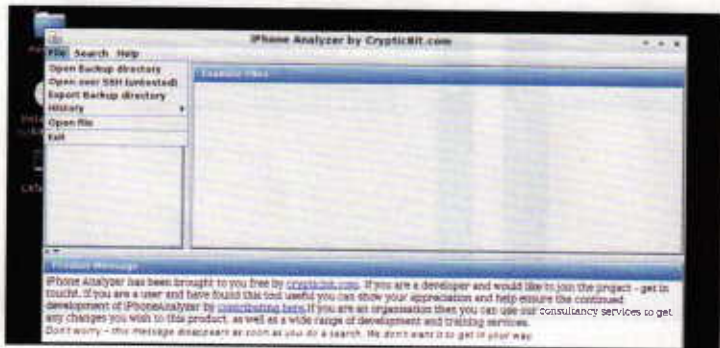 iPhone Analyzer by CrypticBit.com
File Search Help
Open Backup directory
Open over SSH (untested)
Export Backup directory
History
Open file
Exit
Examine Files
Product Message
iPhone Analyzer has been brought to you free by crypticbit.com. If you are a developer and would like to join the project - get in
toucht. If you are a user and have found this tool useful you can show your appreciation and help ensure the continued
development of iPhoneAnalyzer by contributing here.If you are an organisation then you can use our consultancy services to get
any changes you wish to this product, as well as a wide range of development and training services.
Don't worry - this message disappears as soon as you do a search. We don't want it to get in your way